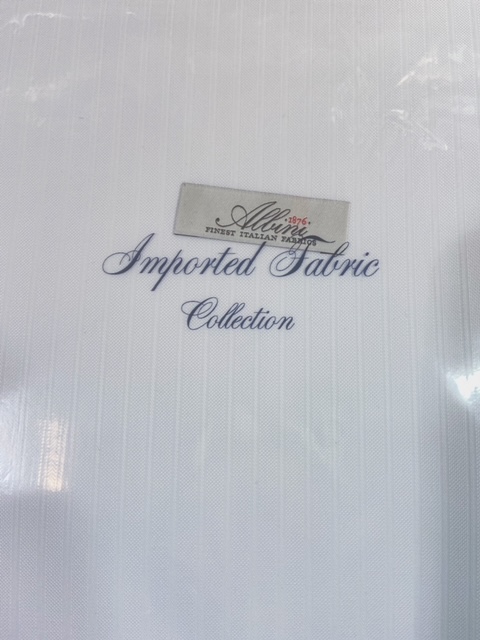 Albini
·1876·
FINEST ITALIAN FABRICS
Imported Fabric
Collection